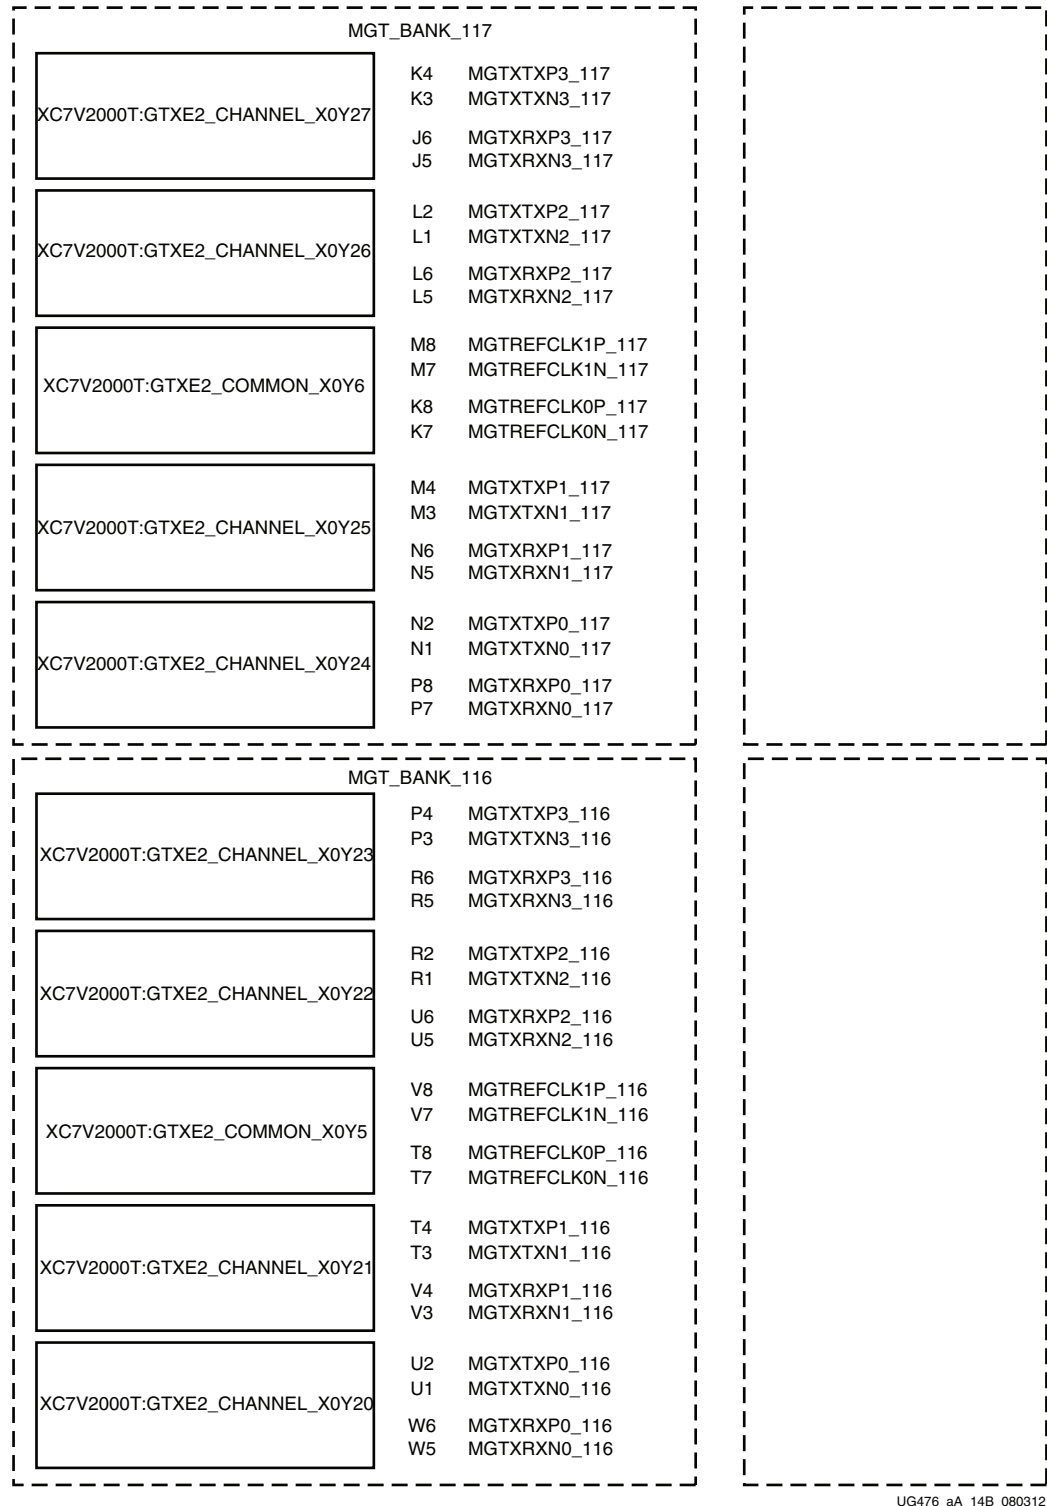 MGT_BANK_117
XC7V2000T:GTXE2_CHANNEL_X0Y27
K4 MGTXTXP3_117
K3 MGTXTXN3_117
J6 MGTXRXP3_117
J5 MGTXRXN3_117
XC7V2000T:GTXE2_CHANNEL_X0Y26
L2 MGTXTXP2_117
L1 MGTXTXN2_117
L6 MGTXRXP2_117
L5 MGTXRXN2_117
XC7V2000T:GTXE2_COMMON_X0Y6
M8 MGTREFCLK1P_117
M7 MGTREFCLK1N_117
K8 MGTREFCLK0P_117
K7 MGTREFCLK0N_117
XC7V2000T:GTXE2_CHANNEL_X0Y25
M4 MGTXTXP1_117
M3 MGTXTXN1_117
N6 MGTXRXP1_117
N5 MGTXRXN1_117
XC7V2000T:GTXE2_CHANNEL_X0Y24
N2 MGTXTXP0_117
N1 MGTXTXN0_117
P8 MGTXRXP0_117
P7 MGTXRXN0_117
MGT_BANK_116
XC7V2000T:GTXE2_CHANNEL_X0Y23
P4 MGTXTXP3_116
P3 MGTXTXN3_116
R6 MGTXRXP3_116
R5 MGTXRXN3_116
XC7V2000T:GTXE2_CHANNEL_X0Y22
R2 MGTXTXP2_116
R1 MGTXTXN2_116
U6 MGTXRXP2_116
U5 MGTXRXN2_116
XC7V2000T:GTXE2_COMMON_X0Y5
V8 MGTREFCLK1P_116
V7 MGTREFCLK1N_116
T8 MGTREFCLK0P_116
T7 MGTREFCLK0N_116
XC7V2000T:GTXE2_CHANNEL_X0Y21
T4 MGTXTXP1_116
T3 MGTXTXN1_116
V4 MGTXRXP1_116
V3 MGTXRXN1_116
XC7V2000T:GTXE2_CHANNEL_X0Y20
U2 MGTXTXP0_116
U1 MGTXTXN0_116
W6 MGTXRXP0_116
W5 MGTXRXN0_116
UG476_aA_14B_080312